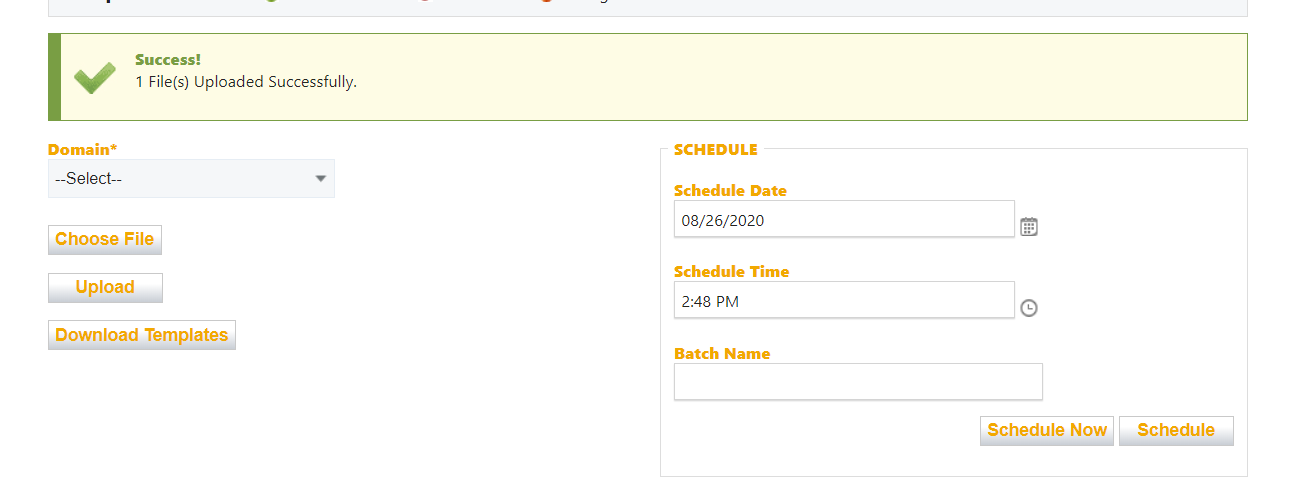 Success!
1 File(s) Uploaded Successfully.
Domain*
--Select--
Choose File
Upload
Download Templates
SCHEDULE
Schedule Date
08/26/2020
Schedule Time
2:48 PM
Batch Name
Schedule Now
Schedule